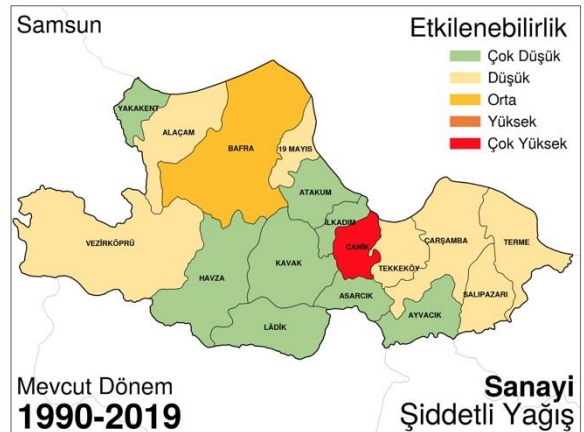 Samsun
Etkilenebilirlik
Çok Düşük
Düşük
Orta
Yüksek
Çok Yüksek
YAKAKENT
ALAÇAM
BAFRA
19 MAYIS
ATAKUM
İLKADIM
CANİK
VEZİRKÖPRÜ
HAVZA
KAVAK
TEKKEKÖY
ÇARŞAMBA
TERME
SALIPAZARI
ASARCIK
AYVACIK
LÂDİK
Mevcut Dönem
1990-2019
Sanayi
Şiddetli Yağış